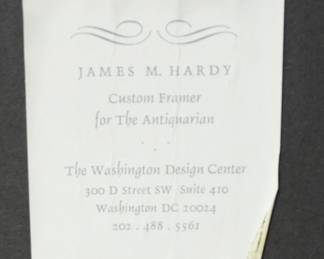 JAMES M. HARDY
Custom Framer
for The Antiquarian
The Washington Design Center
300 D Street SW Suite 410
Washington DC 20024
202 . 488 . 5561